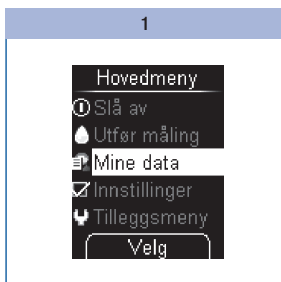 1
Hovedmeny
Slå av
Utfør måling
Mine data
Innstillinger
Tilleggsmeny
Velg